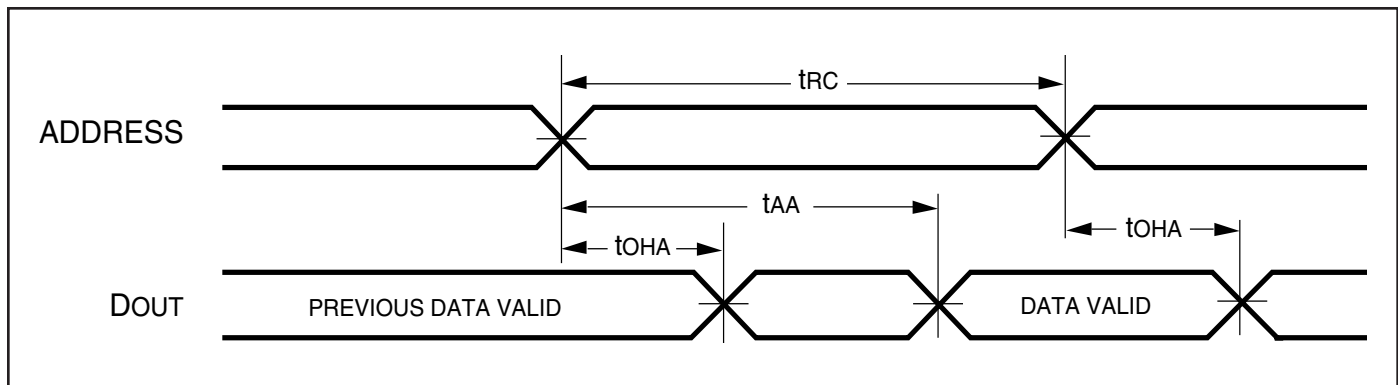 tRC
ADDRESS
tAA
tOHA
tOHA
DOUT
PREVIOUS DATA VALID
DATA VALID